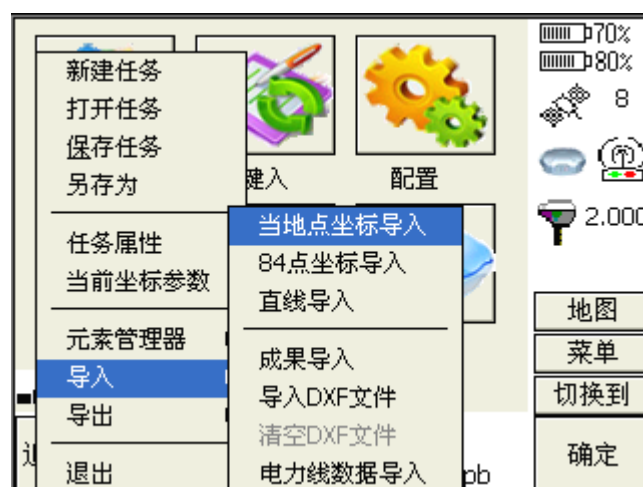 70%
80%
8
2.000
新建任务
打开任务
保存任务
另存为
任务属性
当前坐标参数
元素管理器
导入
导出
退出
键入
配置
当地点坐标导入
84点坐标导入
直线导入
成果导入
导入DXF文件
清空DXF文件
电力线数据导入
地图
菜单
切换到
确定
pb